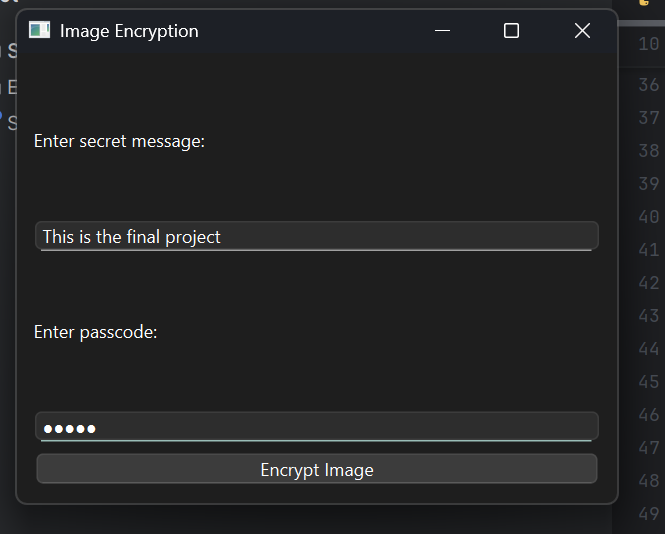 Image Encryption
Enter secret message:
This is the final project
Enter passcode:
●●●●●
Encrypt Image
S
E
S
10
36
37
38
39
40
41
42
43
44
45
46
47
48
49